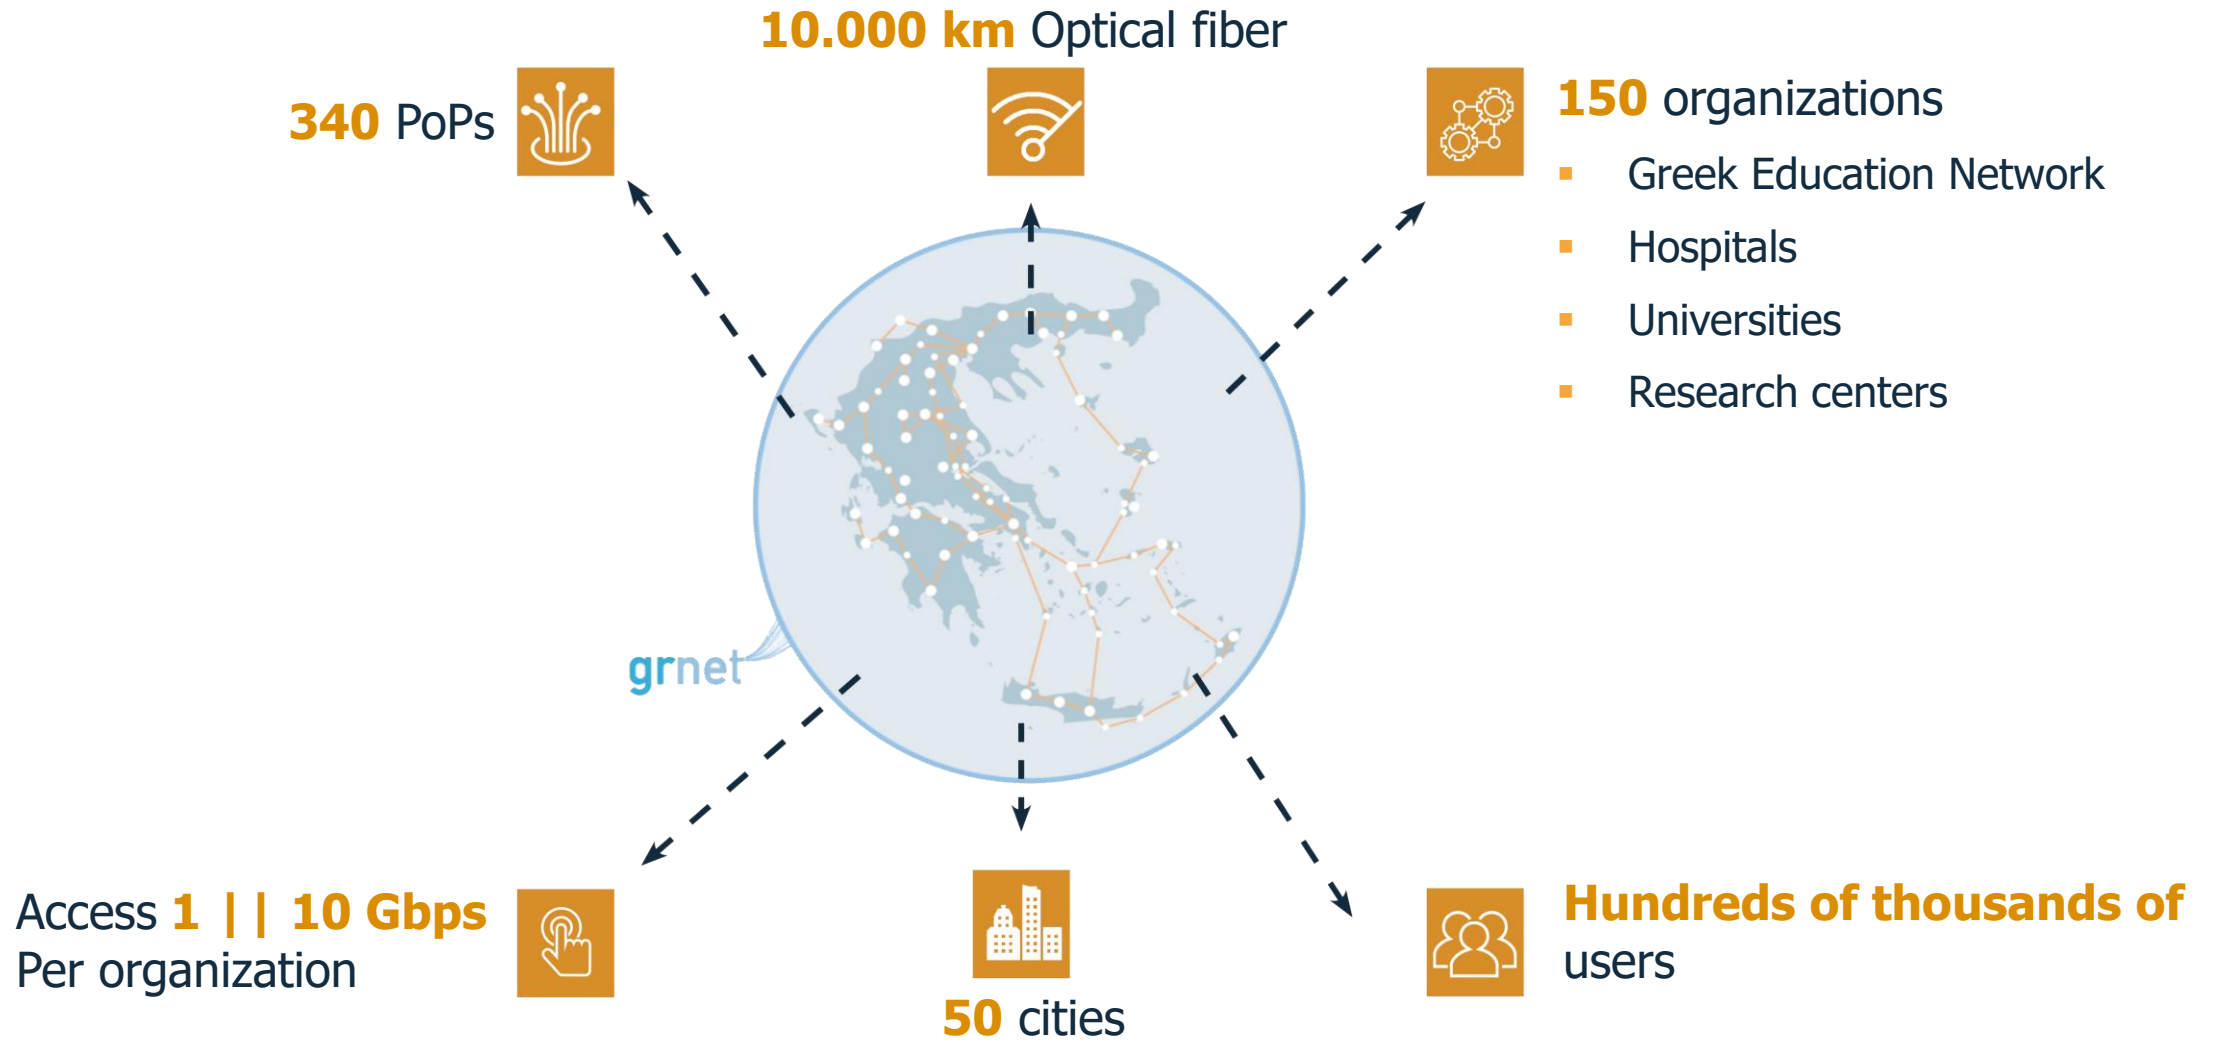 10.000 km Optical fiber
340 PoPs
150 organizations
▪ Greek Education Network
▪ Hospitals
▪ Universities
▪ Research centers
grnet
Access 1 || 10 Gbps
Per organization
50 cities
Hundreds of thousands of
users